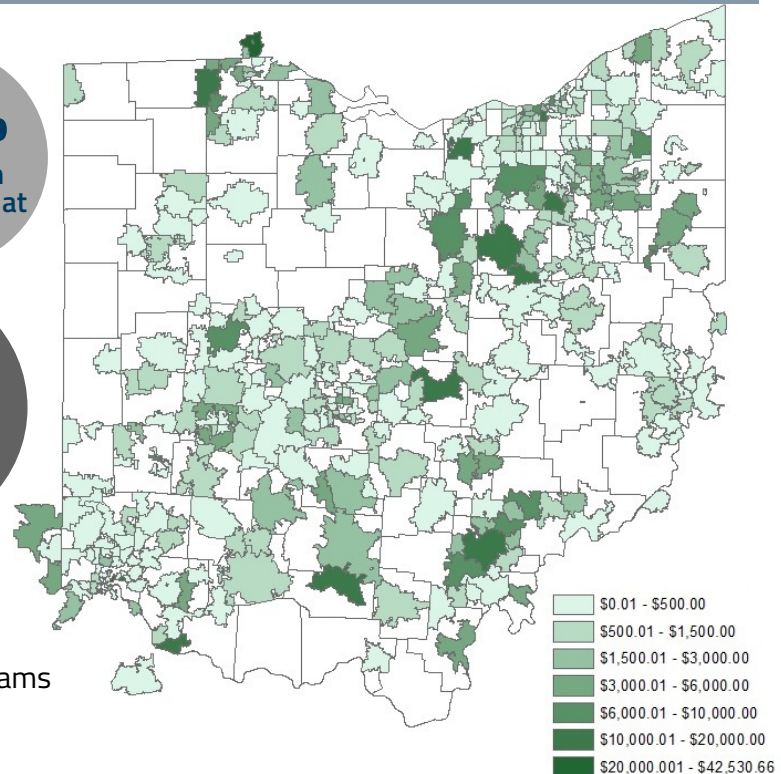 at
ams
$0.01 - $500.00
$500.01 - $1,500.00
$1,500.01 - $3,000.00
$3,000.01 - $6,000.00
$6,000.01 - $10,000.00
$10,000.01 - $20,000.00
$20,000.001 - $42,530.66